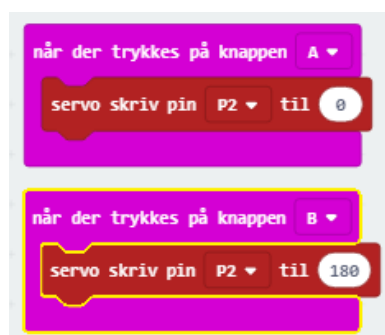 når der trykkes på knappen A
servo skriv pin P2 til 0
når der trykkes på knappen B
servo skriv pin P2 til 180